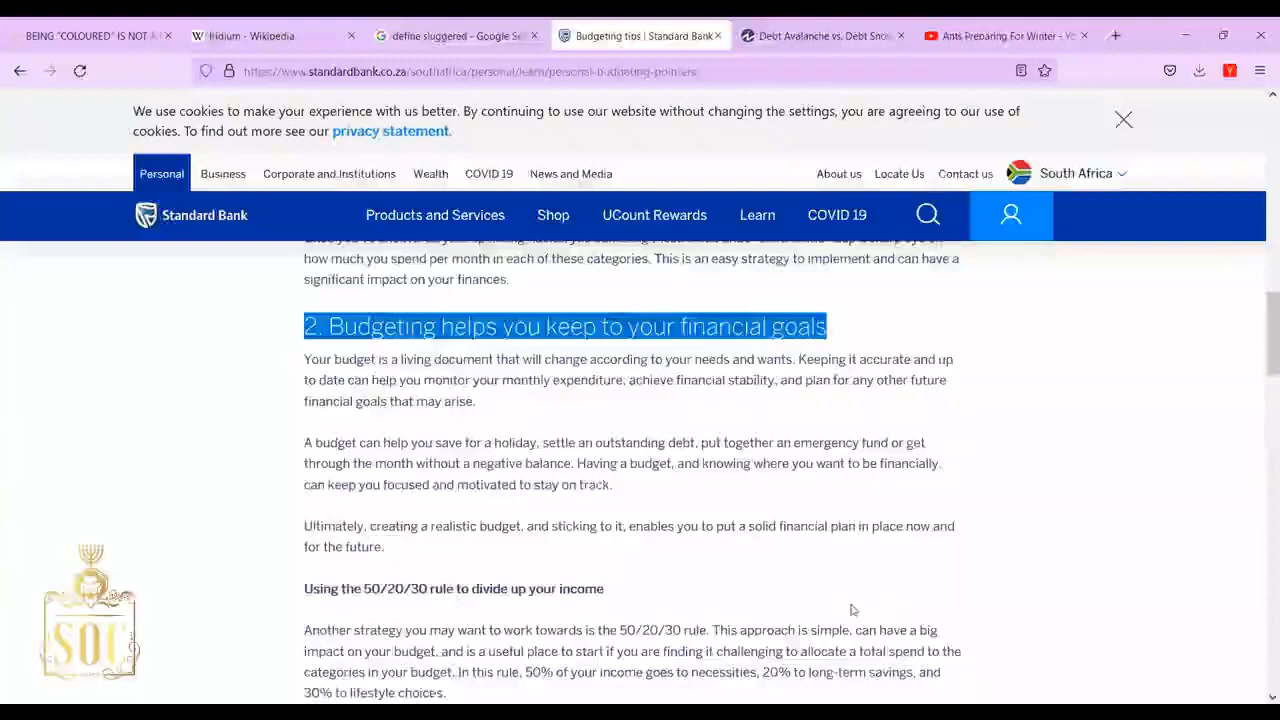 BEING "COLOURED" IS NOT A
Iridium - Wikipedia
define sluggered - Google Se
Budgeting tips | Standard Bank
Debt Avalanche vs. Debt Snow
Ants Preparing For Winter - Yo
https://www.standardbank.co.za/southafrica/personal/learn/personal-budgeting-pointers
We use cookies to make your experience with us better. By continuing to use our website without changing the settings, you are agreeing to our use of
cookies. To find out more see our privacy statement.
Personal Business Corporate and Institutions Wealth COVID 19 News and Media About us Locate Us Contact us South Africa
Standard Bank Products and Services Shop UCount Rewards Learn COVID 19
how much you spend per month in each of these categories. This is an easy strategy to implement and can have a
significant impact on your finances.
2. Budgeting helps you keep to your financial goals
Your budget is a living document that will change according to your needs and wants. Keeping it accurate and up
to date can help you monitor your monthly expenditure, achieve financial stability, and plan for any other future
financial goals that may arise.
A budget can help you save for a holiday, settle an outstanding debt, put together an emergency fund or get
through the month without a negative balance. Having a budget, and knowing where you want to be financially,
can keep you focused and motivated to stay on track.
Ultimately, creating a realistic budget, and sticking to it, enables you to put a solid financial plan in place now and
for the future.
Using the 50/20/30 rule to divide up your income
Another strategy you may want to work towards is the 50/20/30 rule. This approach is simple, can have a big
impact on your budget, and is a useful place to start if you are finding it challenging to allocate a total spend to the
categories in your budget. In this rule, 50% of your income goes to necessities, 20% to long-term savings, and
30% to lifestyle choices.
SOC